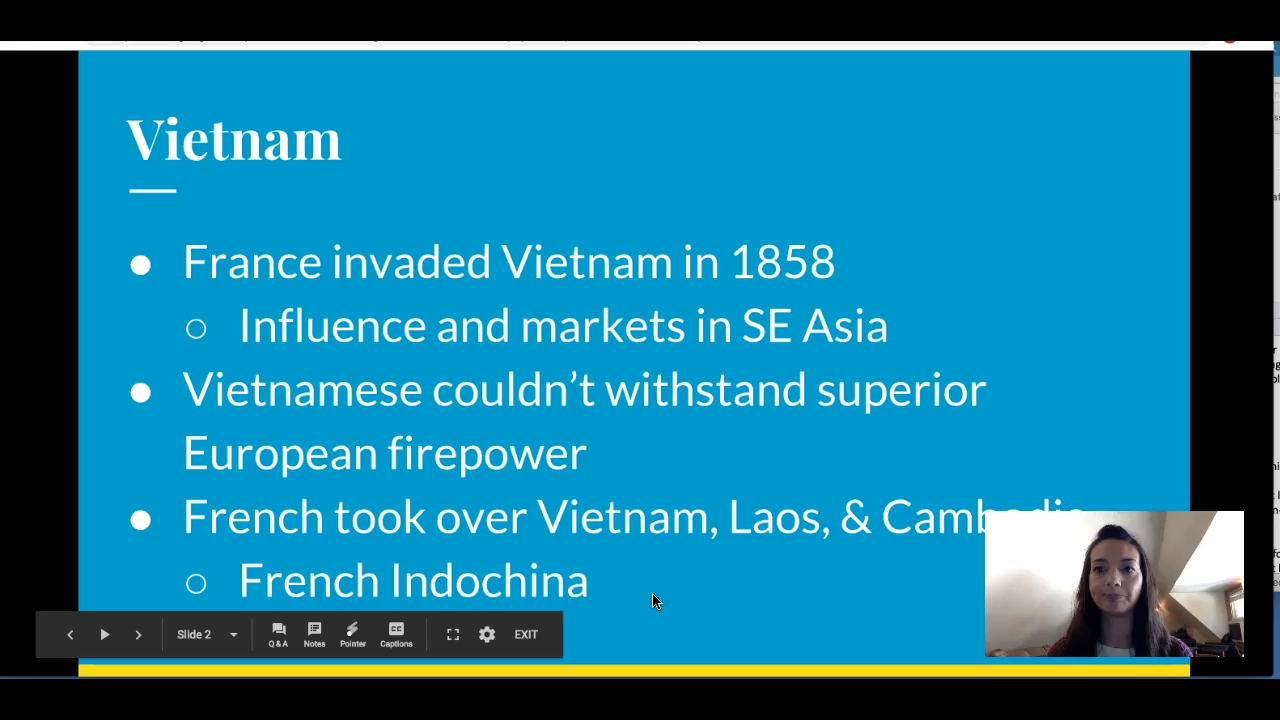 Vietnam
● France invaded Vietnam in 1858
○ Influence and markets in SE Asia
● Vietnamese couldn't withstand superior
European firepower
● French took over Vietnam, Laos, &
○ French Indochina
Slide 2 Q & A Notes Pointer Captions EXIT